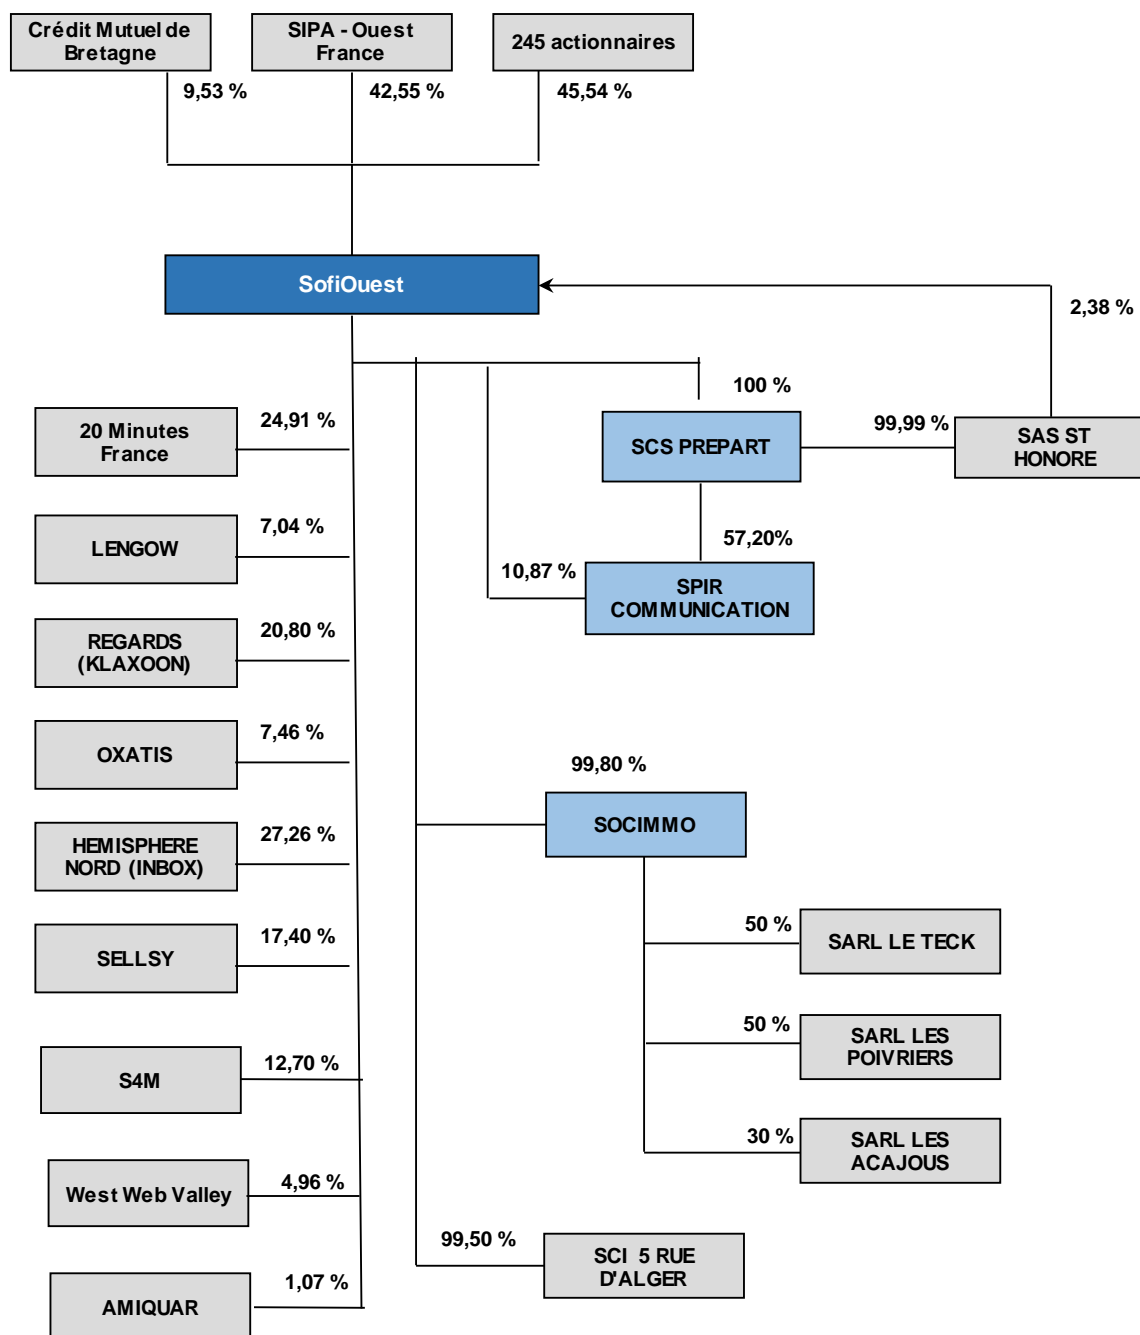 Crédit Mutuel de
Bretagne
SIPA - Ouest
France
245 actionnaires
9,53 %
42,55 %
45,54 %
SofiOuest
2,38 %
100 %
20 Minutes
France
24,91 %
SCS PREPART
99,99 %
SAS ST
HONORE
LENGOW
7,04 %
57,20%
10,87 %
SPIR
COMMUNICATION
REGARDS
(KLAXOON)
20,80 %
OXATIS
7,46 %
99,80 %
SOCIMMO
HEMISPHERE
NORD (INBOX)
27,26 %
SELLSY
17,40 %
50 %
SARL LE TECK
50 %
SARL LES
POIVRIERS
S4M
12,70 %
30 %
SARL LES
ACAJOUS
West Web Valley
4,96 %
99,50 %
SCI 5 RUE
D'ALGER
AMIQUAR
1,07 %